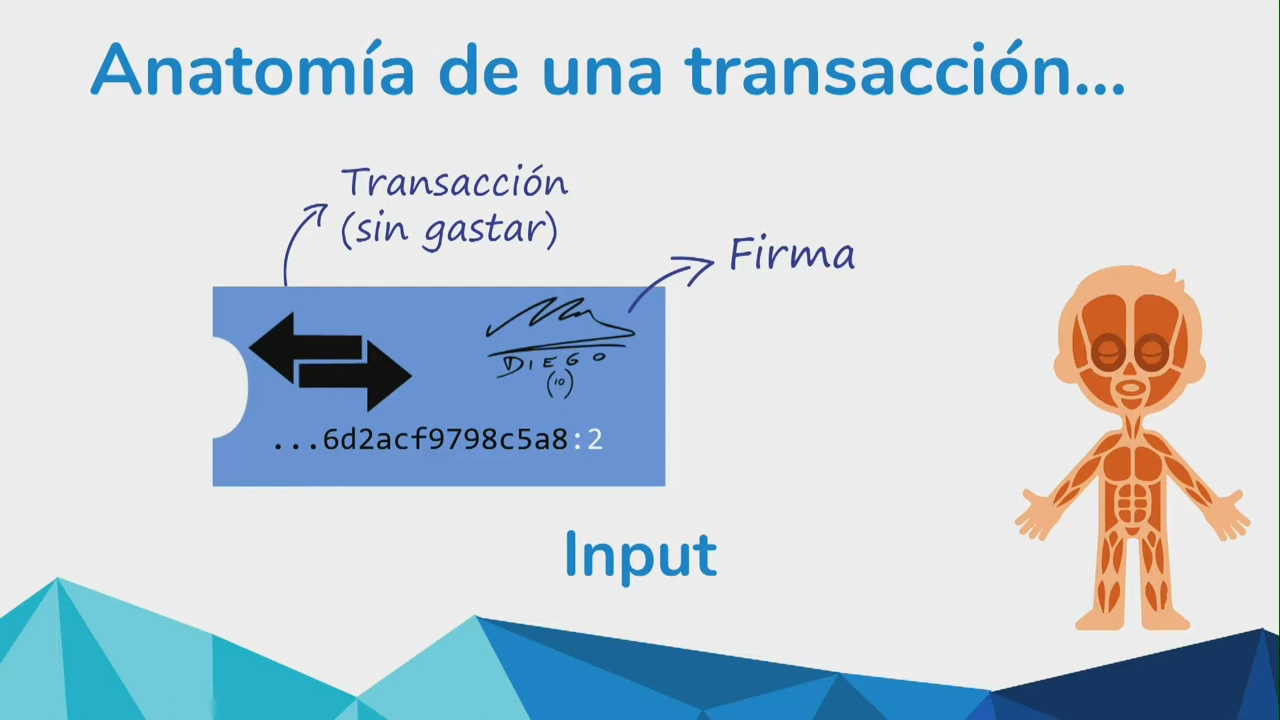 Anatomía de una transacción...
Transacción
(sin gastar)
Firma
DIEGO
(10)
...6d2acf9798c5a8:2
Input